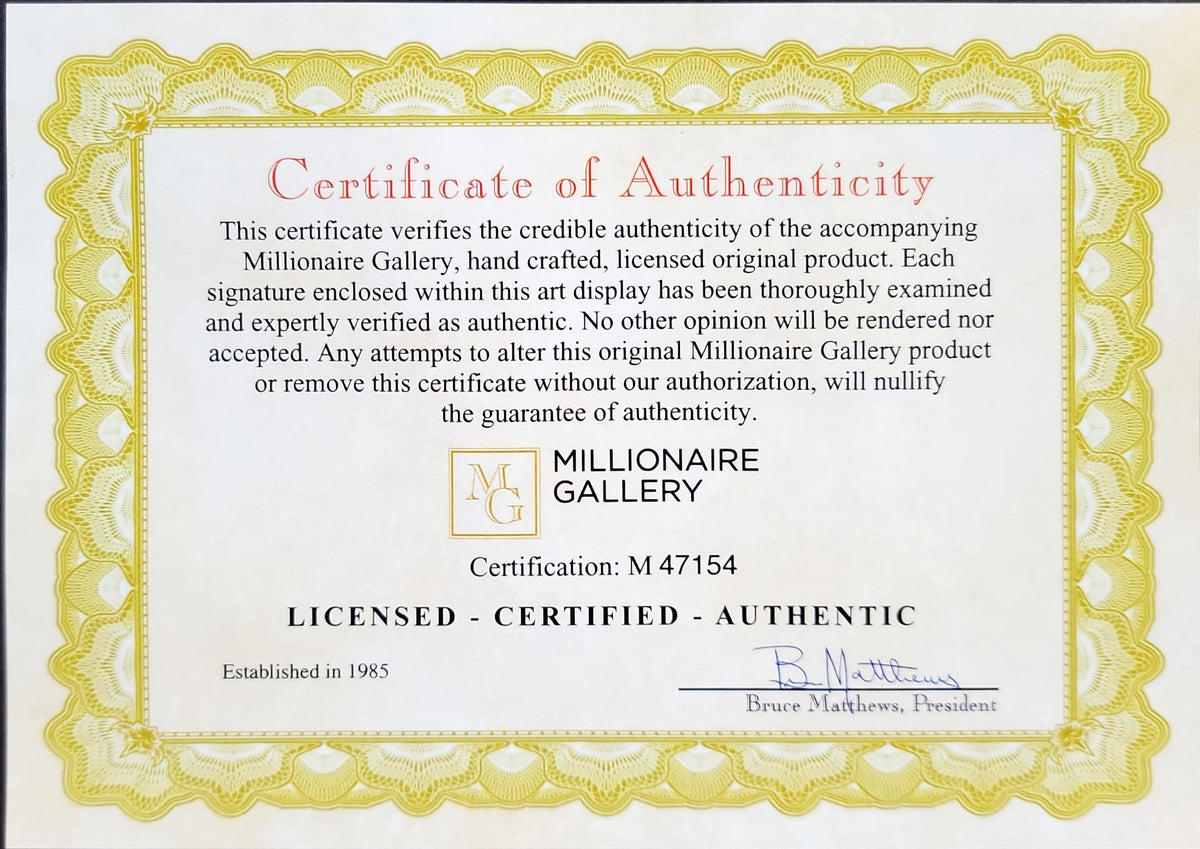 Certificate of Authenticity
This certificate verifies the credible authenticity of the accompanying
Millionaire Gallery, hand crafted, licensed original product. Each
signature enclosed within this art display has been thoroughly examined
and expertly verified as authentic. No other opinion will be rendered nor
accepted. Any attempts to alter this original Millionaire Gallery product
or remove this certificate without our authorization, will nullify
the guarantee of authenticity.
MG
MILLIONAIRE
GALLERY
Certification: M 47154
LICENSED - CERTIFIED - AUTHENTIC
Established in 1985
B Matthews
Bruce Matthews, President